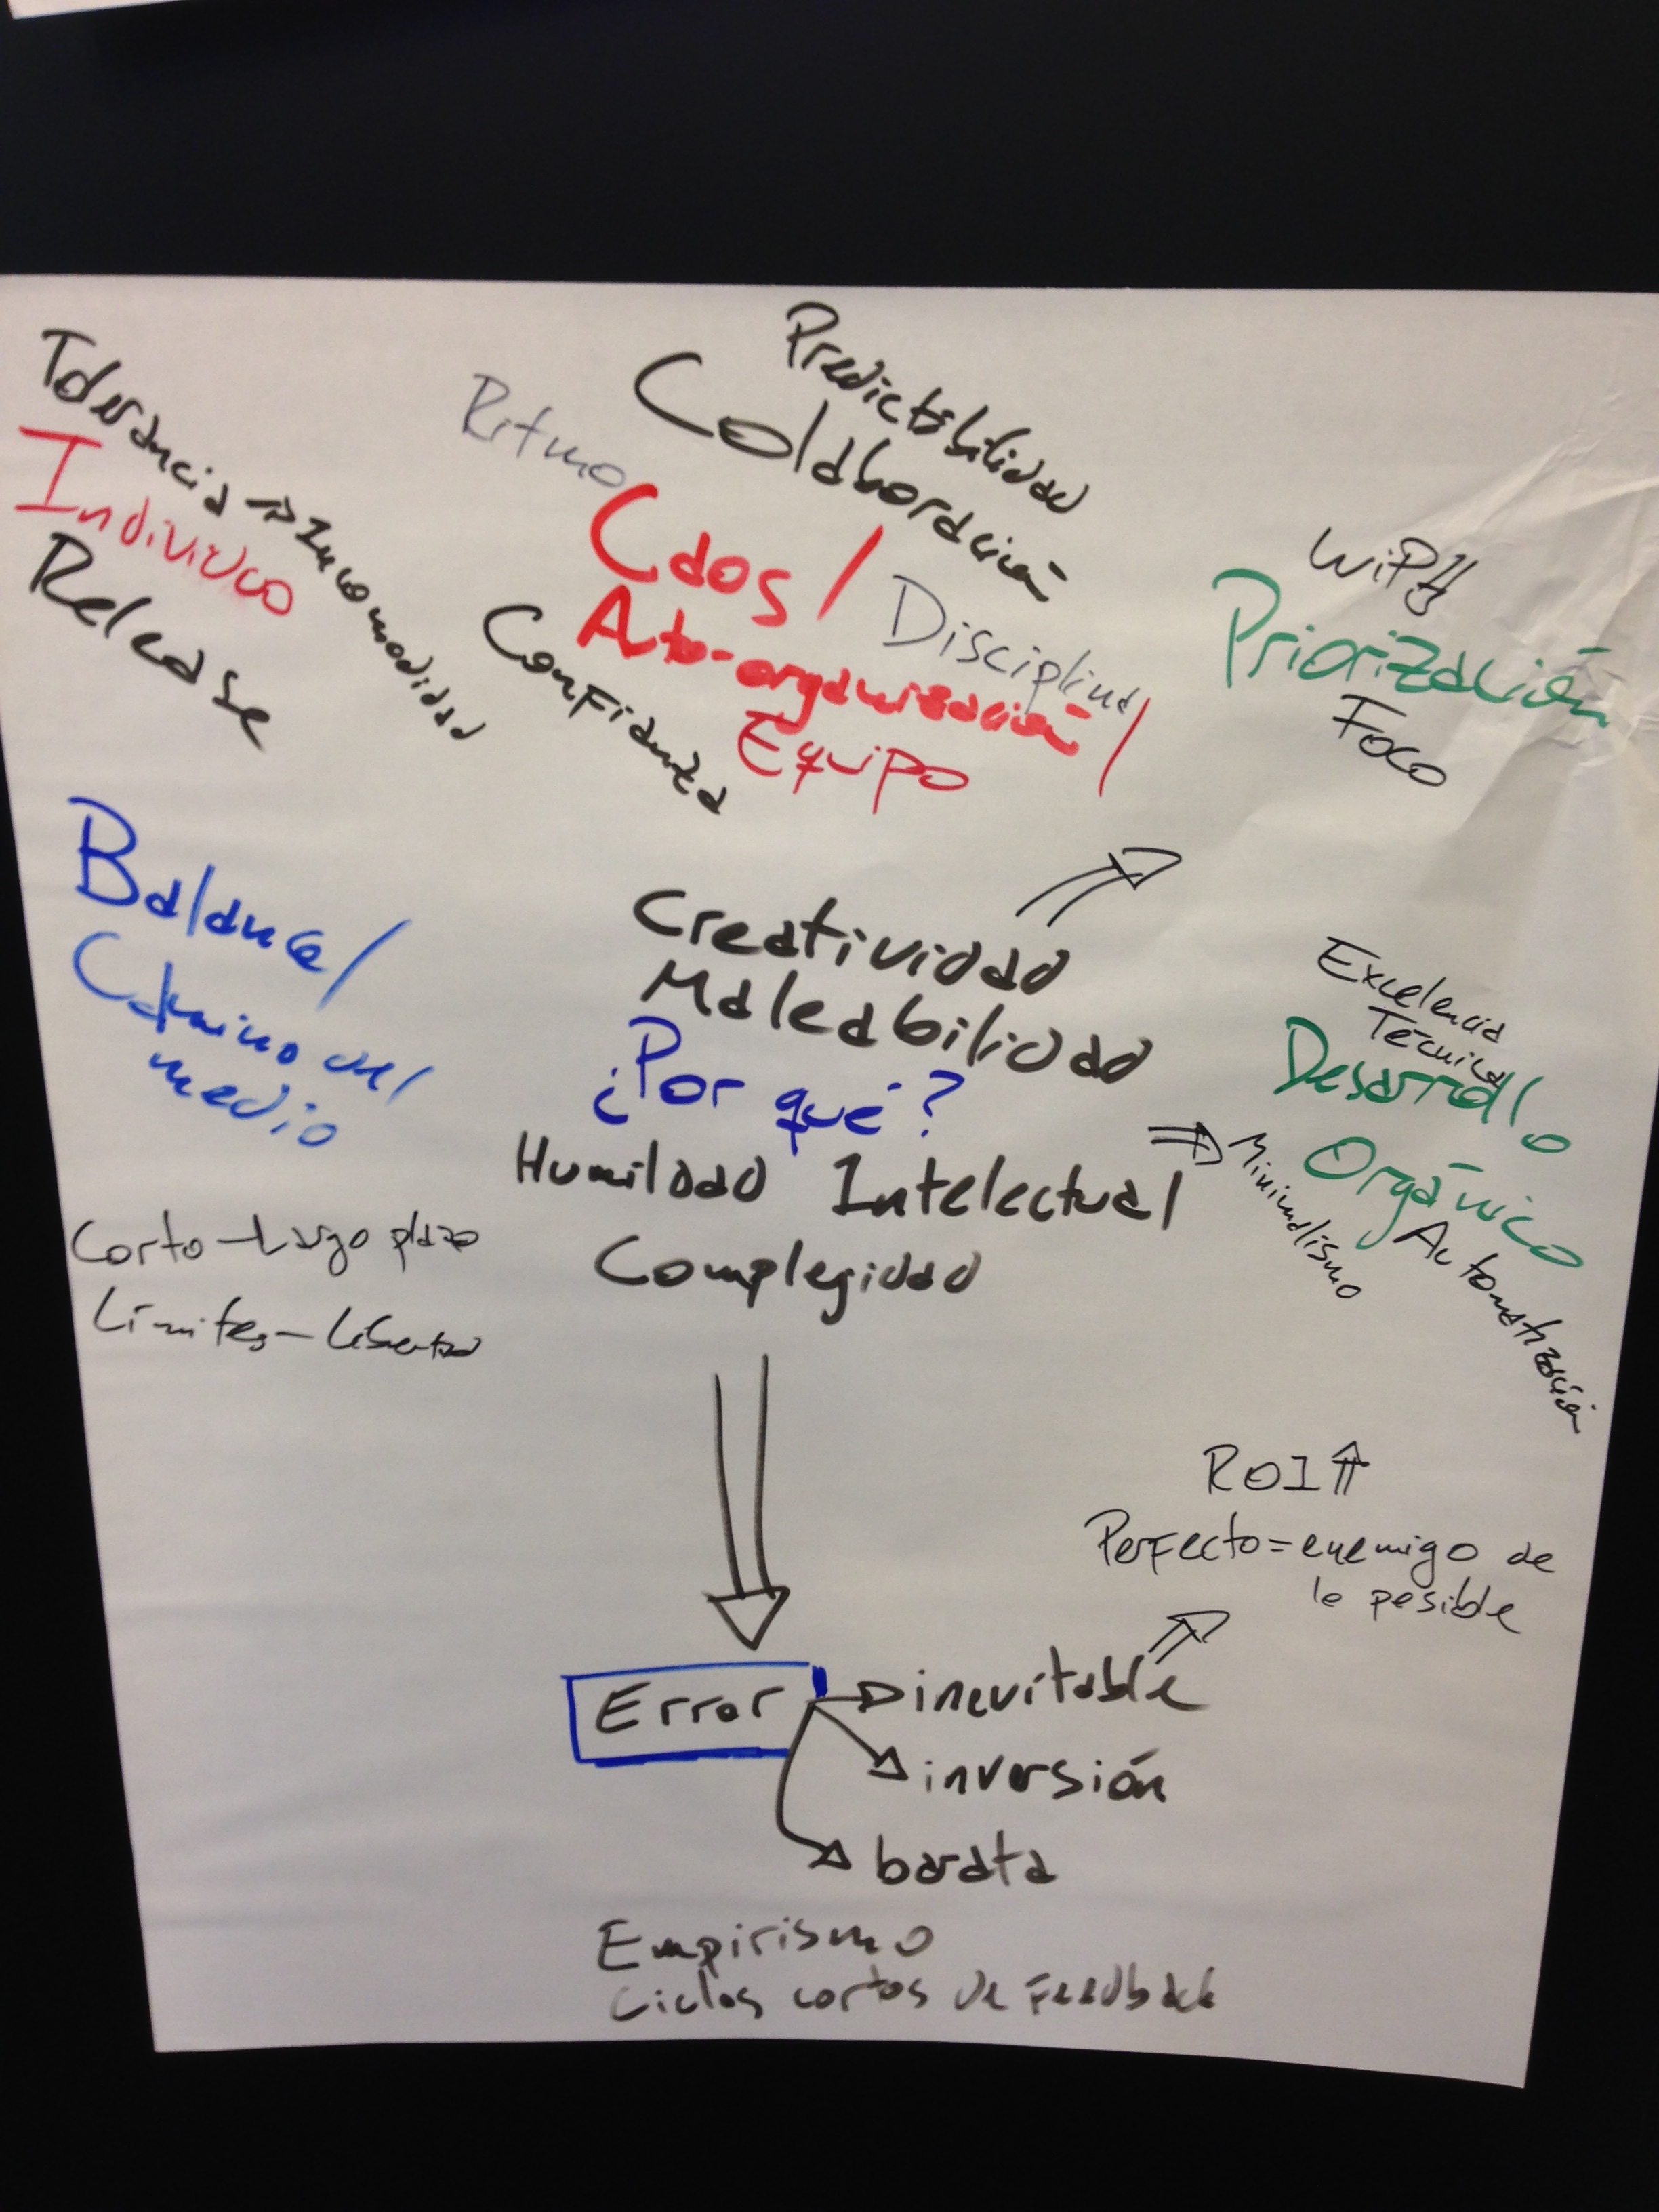 Tolerancia ⇒ Incomodidad
Individuo
Release
Ritmo
Predictibilidad
Colaboración
Caos /
Disciplina
Auto-organización /
Equipo
Confianza
WiP⇓
Priorización
Foco
Balance /
Camino del
medio
Corto - Largo plazo
Límites - Libertad
Creatividad
Maleabilidad
¿Por qué?
Humildad Intelectual
Complegidad
Excelencia
Técnica
Desarrollo
Orgánico
Minimalismo
Automatización
ROI⇑
Perfecto = enemigo de
lo posible
Error
inevitable
inversión
barata
Empirismo
Ciclos cortos de Feedback